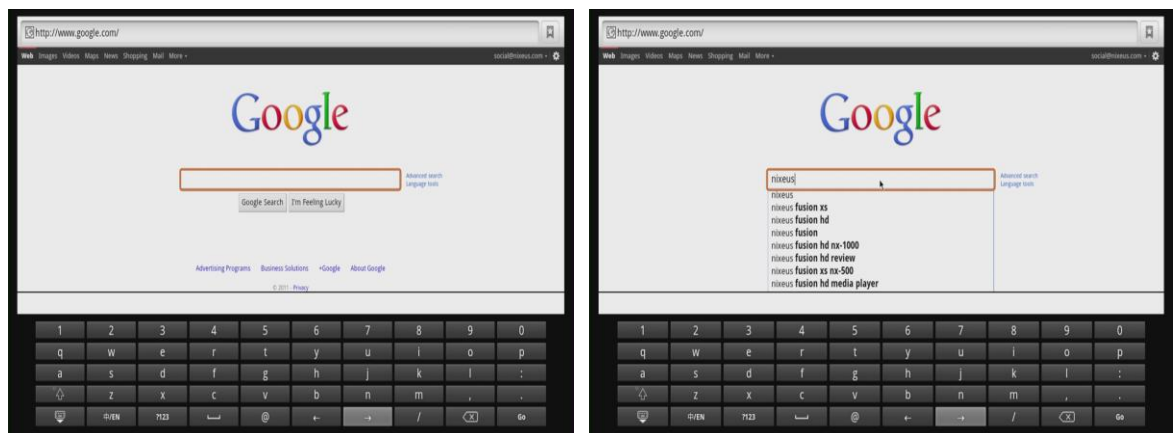 http://www.google.com/
Web Images Videos Maps News Shopping Mail More
social@nixeus.com
Google
Advanced search
Language tools
Google Search I'm Feeling Lucky
Advertising Programs Business Solutions +Google About Google
© 2011 - Privacy
1 2 3 4 5 6 7 8 9 0
q w e r t y u i o p
a s d f g h j k l :
z x c v b n m , .
中/EN ?123 @ ← → / Go
http://www.google.com/
Web Images Videos Maps News Shopping Mail More
social@nixeus.com
Google
nixeus
Advanced search
Language tools
nixeus
nixeus fusion xs
nixeus fusion hd
nixeus fusion
nixeus fusion hd nx-1000
nixeus fusion hd review
nixeus fusion xs nx-500
nixeus fusion hd media player
1 2 3 4 5 6 7 8 9 0
q w e r t y u i o p
a s d f g h j k l :
z x c v b n m , .
中/EN ?123 @ ← → / Go